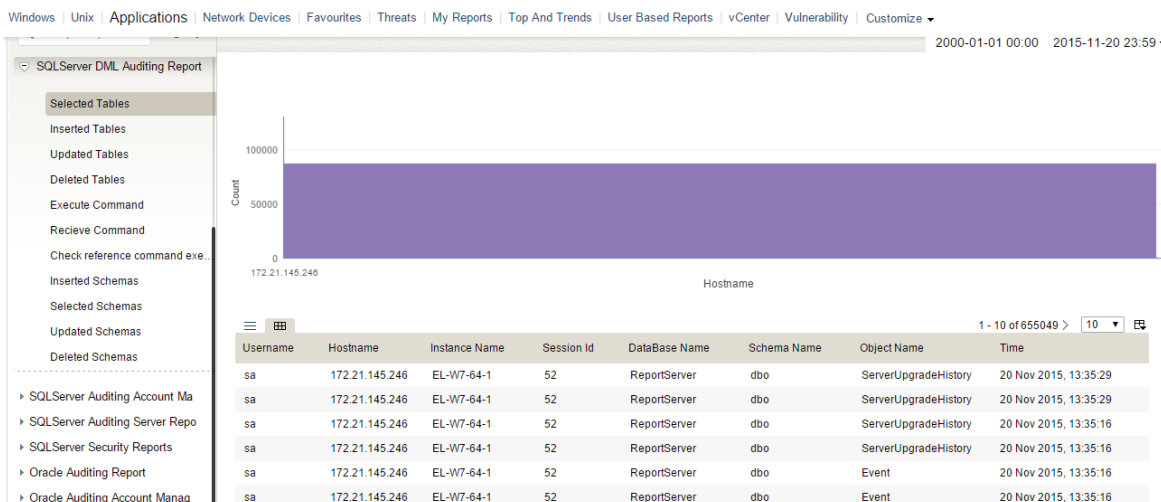 Windows | Unix | Applications | Network Devices | Favourites | Threats | My Reports | Top And Trends | User Based Reports | vCenter | Vulnerability | Customize
2000-01-01 00:00 2015-11-20 23:59
SQLServer DML Auditing Report
Selected Tables
Inserted Tables
Updated Tables
Deleted Tables
Execute Command
Recieve Command
Check reference command exe...
Inserted Schemas
Selected Schemas
Updated Schemas
Deleted Schemas
SQLServer Auditing Account Ma
SQLServer Auditing Server Repo
SQLServer Security Reports
Oracle Auditing Report
Oracle Auditing Account Manag
Count
100000
50000
0
172.21.145.246
Hostname
1 - 10 of 655049 > 10
Username Hostname Instance Name Session Id DataBase Name Schema Name Object Name Time
sa 172.21.145.246 EL-W7-64-1 52 ReportServer dbo ServerUpgradeHistory 20 Nov 2015, 13:35:29
sa 172.21.145.246 EL-W7-64-1 52 ReportServer dbo ServerUpgradeHistory 20 Nov 2015, 13:35:29
sa 172.21.145.246 EL-W7-64-1 52 ReportServer dbo ServerUpgradeHistory 20 Nov 2015, 13:35:16
sa 172.21.145.246 EL-W7-64-1 52 ReportServer dbo ServerUpgradeHistory 20 Nov 2015, 13:35:16
sa 172.21.145.246 EL-W7-64-1 52 ReportServer dbo Event 20 Nov 2015, 13:35:16
sa 172.21.145.246 EL-W7-64-1 52 ReportServer dbo Event 20 Nov 2015, 13:35:16